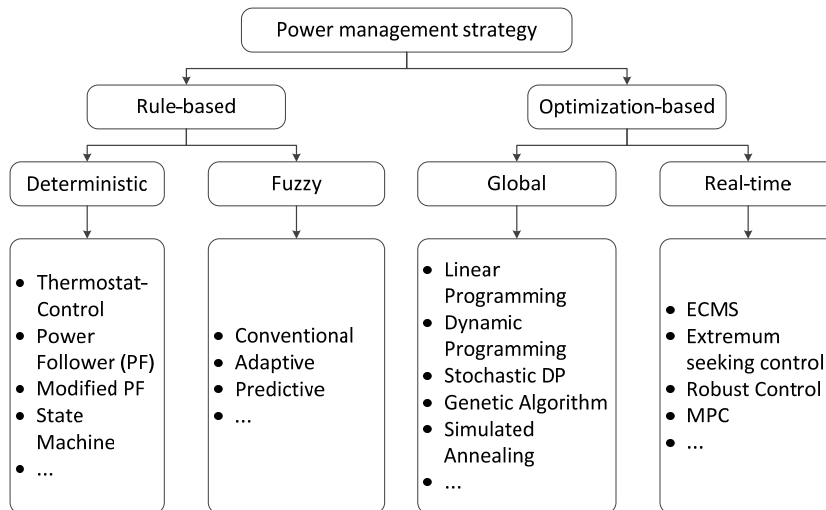 Power management strategy
Rule-based
Optimization-based
Deterministic
Fuzzy
Global
Real-time
• Thermostat-
Control
• Power
Follower (PF)
• Modified PF
• State
Machine
• ...
• Conventional
• Adaptive
• Predictive
• ...
• Linear
Programming
• Dynamic
Programming
• Stochastic DP
• Genetic Algorithm
• Simulated
Annealing
• ...
• ECMS
• Extremum
seeking control
• Robust Control
• MPC
• ...